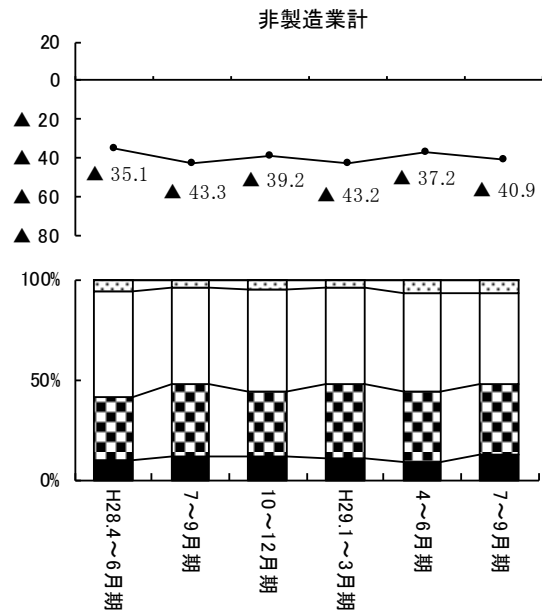 非製造業計
20
0
▲ 20
▲ 40
▲ 60
▲ 80
▲ 35.1
▲ 43.3
▲ 39.2
▲ 43.2
▲ 37.2
▲ 40.9
100%
50%
0%
H28.4～6月期
7～9月期
10～12月期
H29.1～3月期
4～6月期
7～9月期